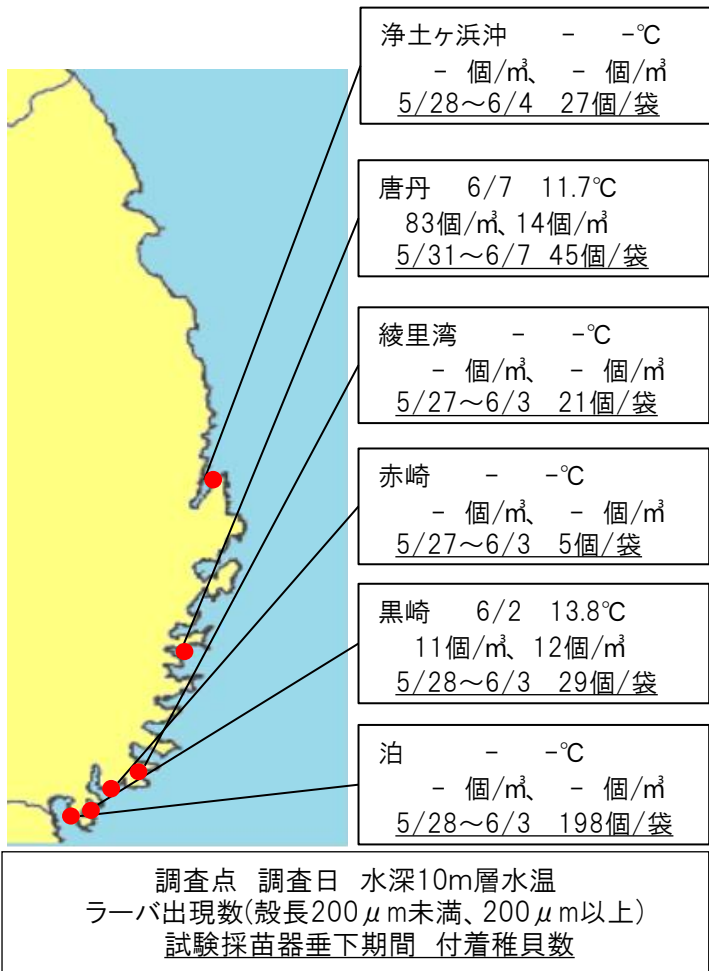 浄土ヶ浜沖 - -℃
- 個/㎥、 - 個/㎥
5/28～6/4 27個/袋
唐丹 6/7 11.7℃
83個/㎥、14個/㎥
5/31～6/7 45個/袋
綾里湾 - -℃
- 個/㎥、 - 個/㎥
5/27～6/3 21個/袋
赤崎 - -℃
- 個/㎥、 - 個/㎥
5/27～6/3 5個/袋
黒崎 6/2 13.8℃
11個/㎥、12個/㎥
5/28～6/3 29個/袋
泊 - -℃
- 個/㎥、 - 個/㎥
5/28～6/3 198個/袋
調査点 調査日 水深10m層水温
ラーバ出現数(殻長200μm未満、200μm以上)
試験採苗器垂下期間 付着稚貝数